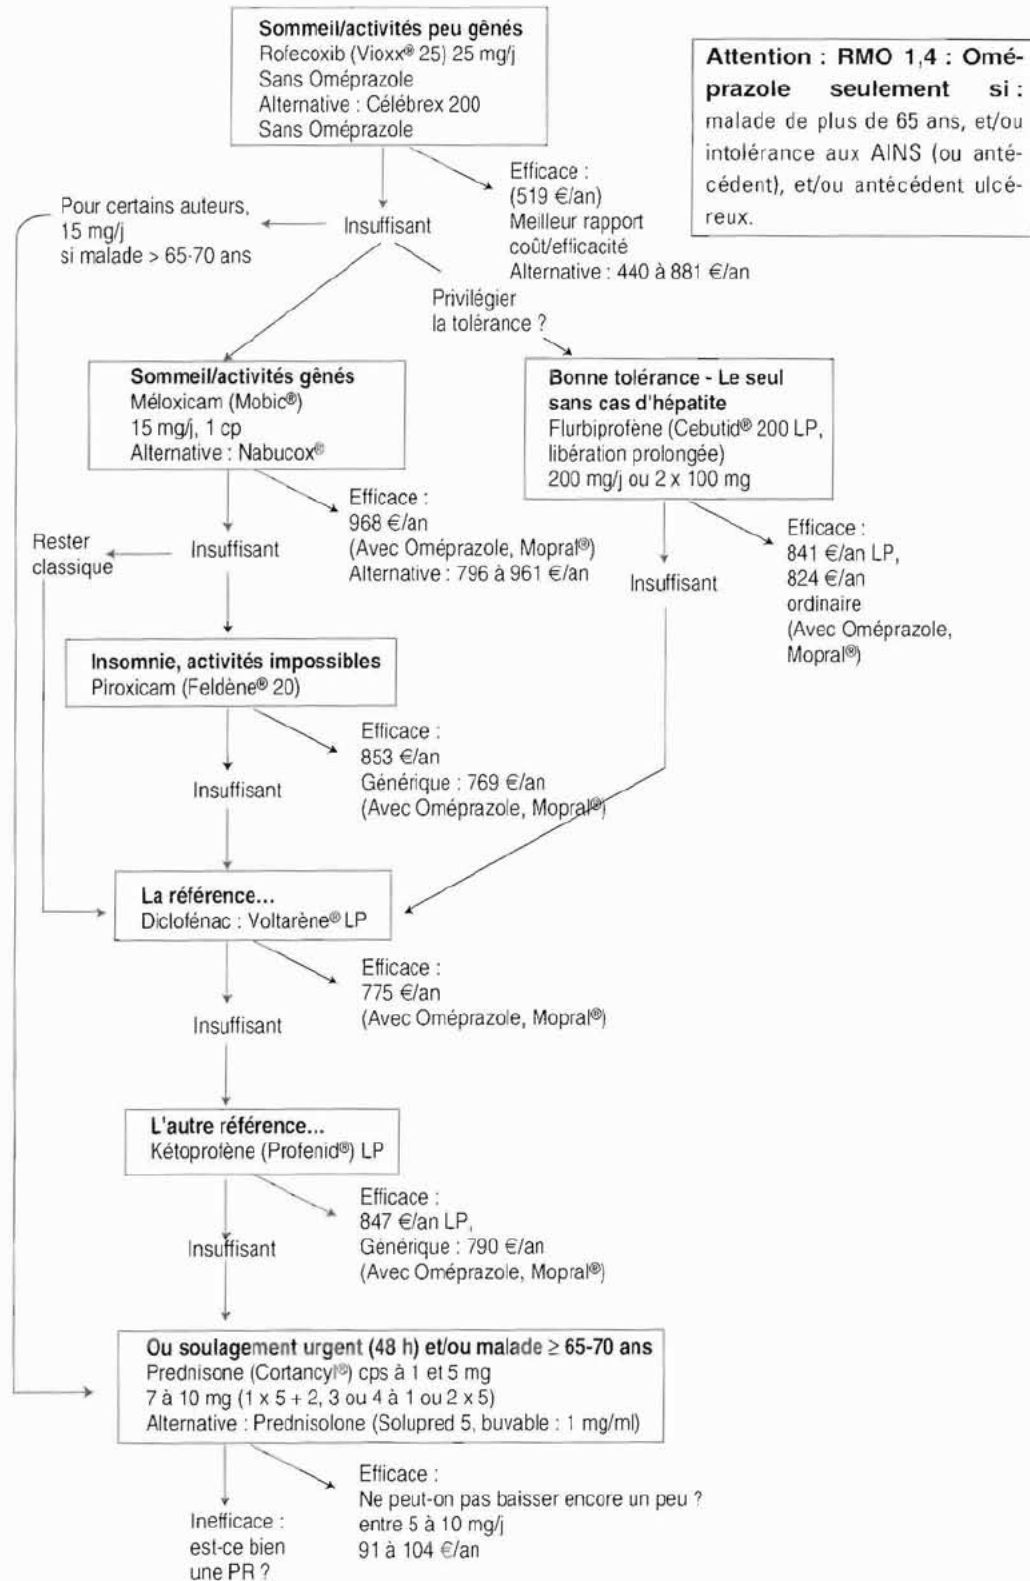 Sommeil/activités peu gênés
Rofecoxib (Vioxx® 25) 25 mg/j
Sans Oméprazole
Alternative : Célébrex 200
Sans Oméprazole
Attention : RMO 1,4 : Omé-
prazole seulement si :
malade de plus de 65 ans, et/ou
intolérance aux AINS (ou anté-
cédent), et/ou antécédent ulcé-
reux.
Efficace :
(519 €/an)
Meilleur rapport
coût/efficacité
Alternative : 440 à 881 €/an
Insuffisant
Pour certains auteurs,
15 mg/j
si malade > 65-70 ans
Privilégier
la tolérance ?
Sommeil/activités gênés
Méloxicam (Mobic®)
15 mg/j, 1 cp
Alternative : Nabucox®
Bonne tolérance - Le seul
sans cas d'hépatite
Flurbiprofène (Cebutid® 200 LP,
libération prolongée)
200 mg/j ou 2 x 100 mg
Efficace :
968 €/an
(Avec Oméprazole, Mopral®)
Alternative : 796 à 961 €/an
Insuffisant
Rester
classique
Insuffisant
Efficace :
841 €/an LP,
824 €/an
ordinaire
(Avec Oméprazole,
Mopral®)
Insomnie, activités impossibles
Piroxicam (Feldène® 20)
Efficace :
853 €/an
Générique : 769 €/an
(Avec Oméprazole, Mopral®)
Insuffisant
La référence...
Diclofénac : Voltarène® LP
Efficace :
775 €/an
(Avec Oméprazole, Mopral®)
Insuffisant
L'autre référence...
Kétoprofène (Profenid®) LP
Efficace :
847 €/an LP,
Générique : 790 €/an
(Avec Oméprazole, Mopral®)
Insuffisant
Ou soulagement urgent (48 h) et/ou malade ≥ 65-70 ans
Prednisone (Cortancyl®) cps à 1 et 5 mg
7 à 10 mg (1 x 5 + 2, 3 ou 4 à 1 ou 2 x 5)
Alternative : Prednisolone (Solupred 5, buvable : 1 mg/ml)
Efficace :
Ne peut-on pas baisser encore un peu ?
entre 5 à 10 mg/j
91 à 104 €/an
Inefficace :
est-ce bien
une PR ?